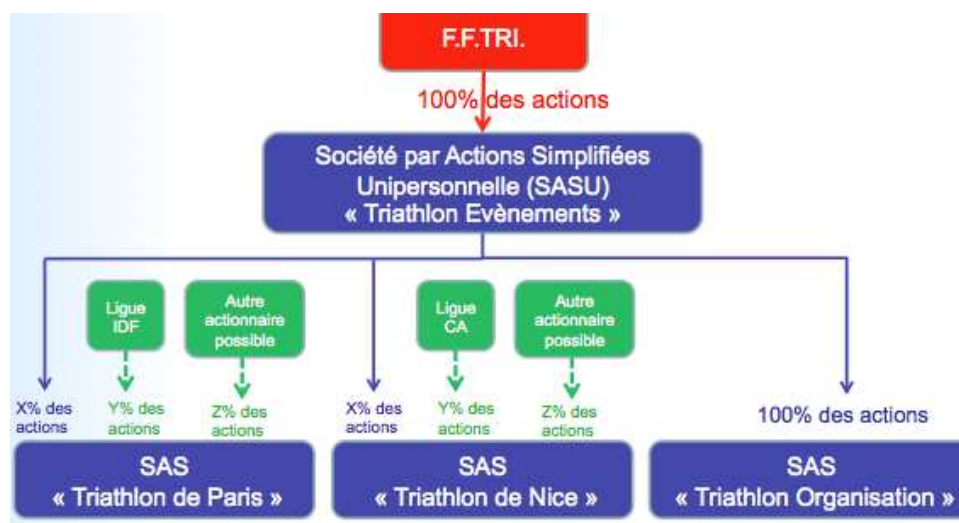 F.F.TRI.
100% des actions
Société par Actions Simplifiées
Unipersonnelle (SASU)
« Triathlon Evènements »
Ligue
IDF
Autre
actionnaire
possible
Ligue
CA
Autre
actionnaire
possible
X% des
actions
Y% des
actions
Z% des
actions
X% des
actions
Y% des
actions
Z% des
actions
100% des actions
SAS
« Triathlon de Paris »
SAS
« Triathlon de Nice »
SAS
« Triathlon Organisation »